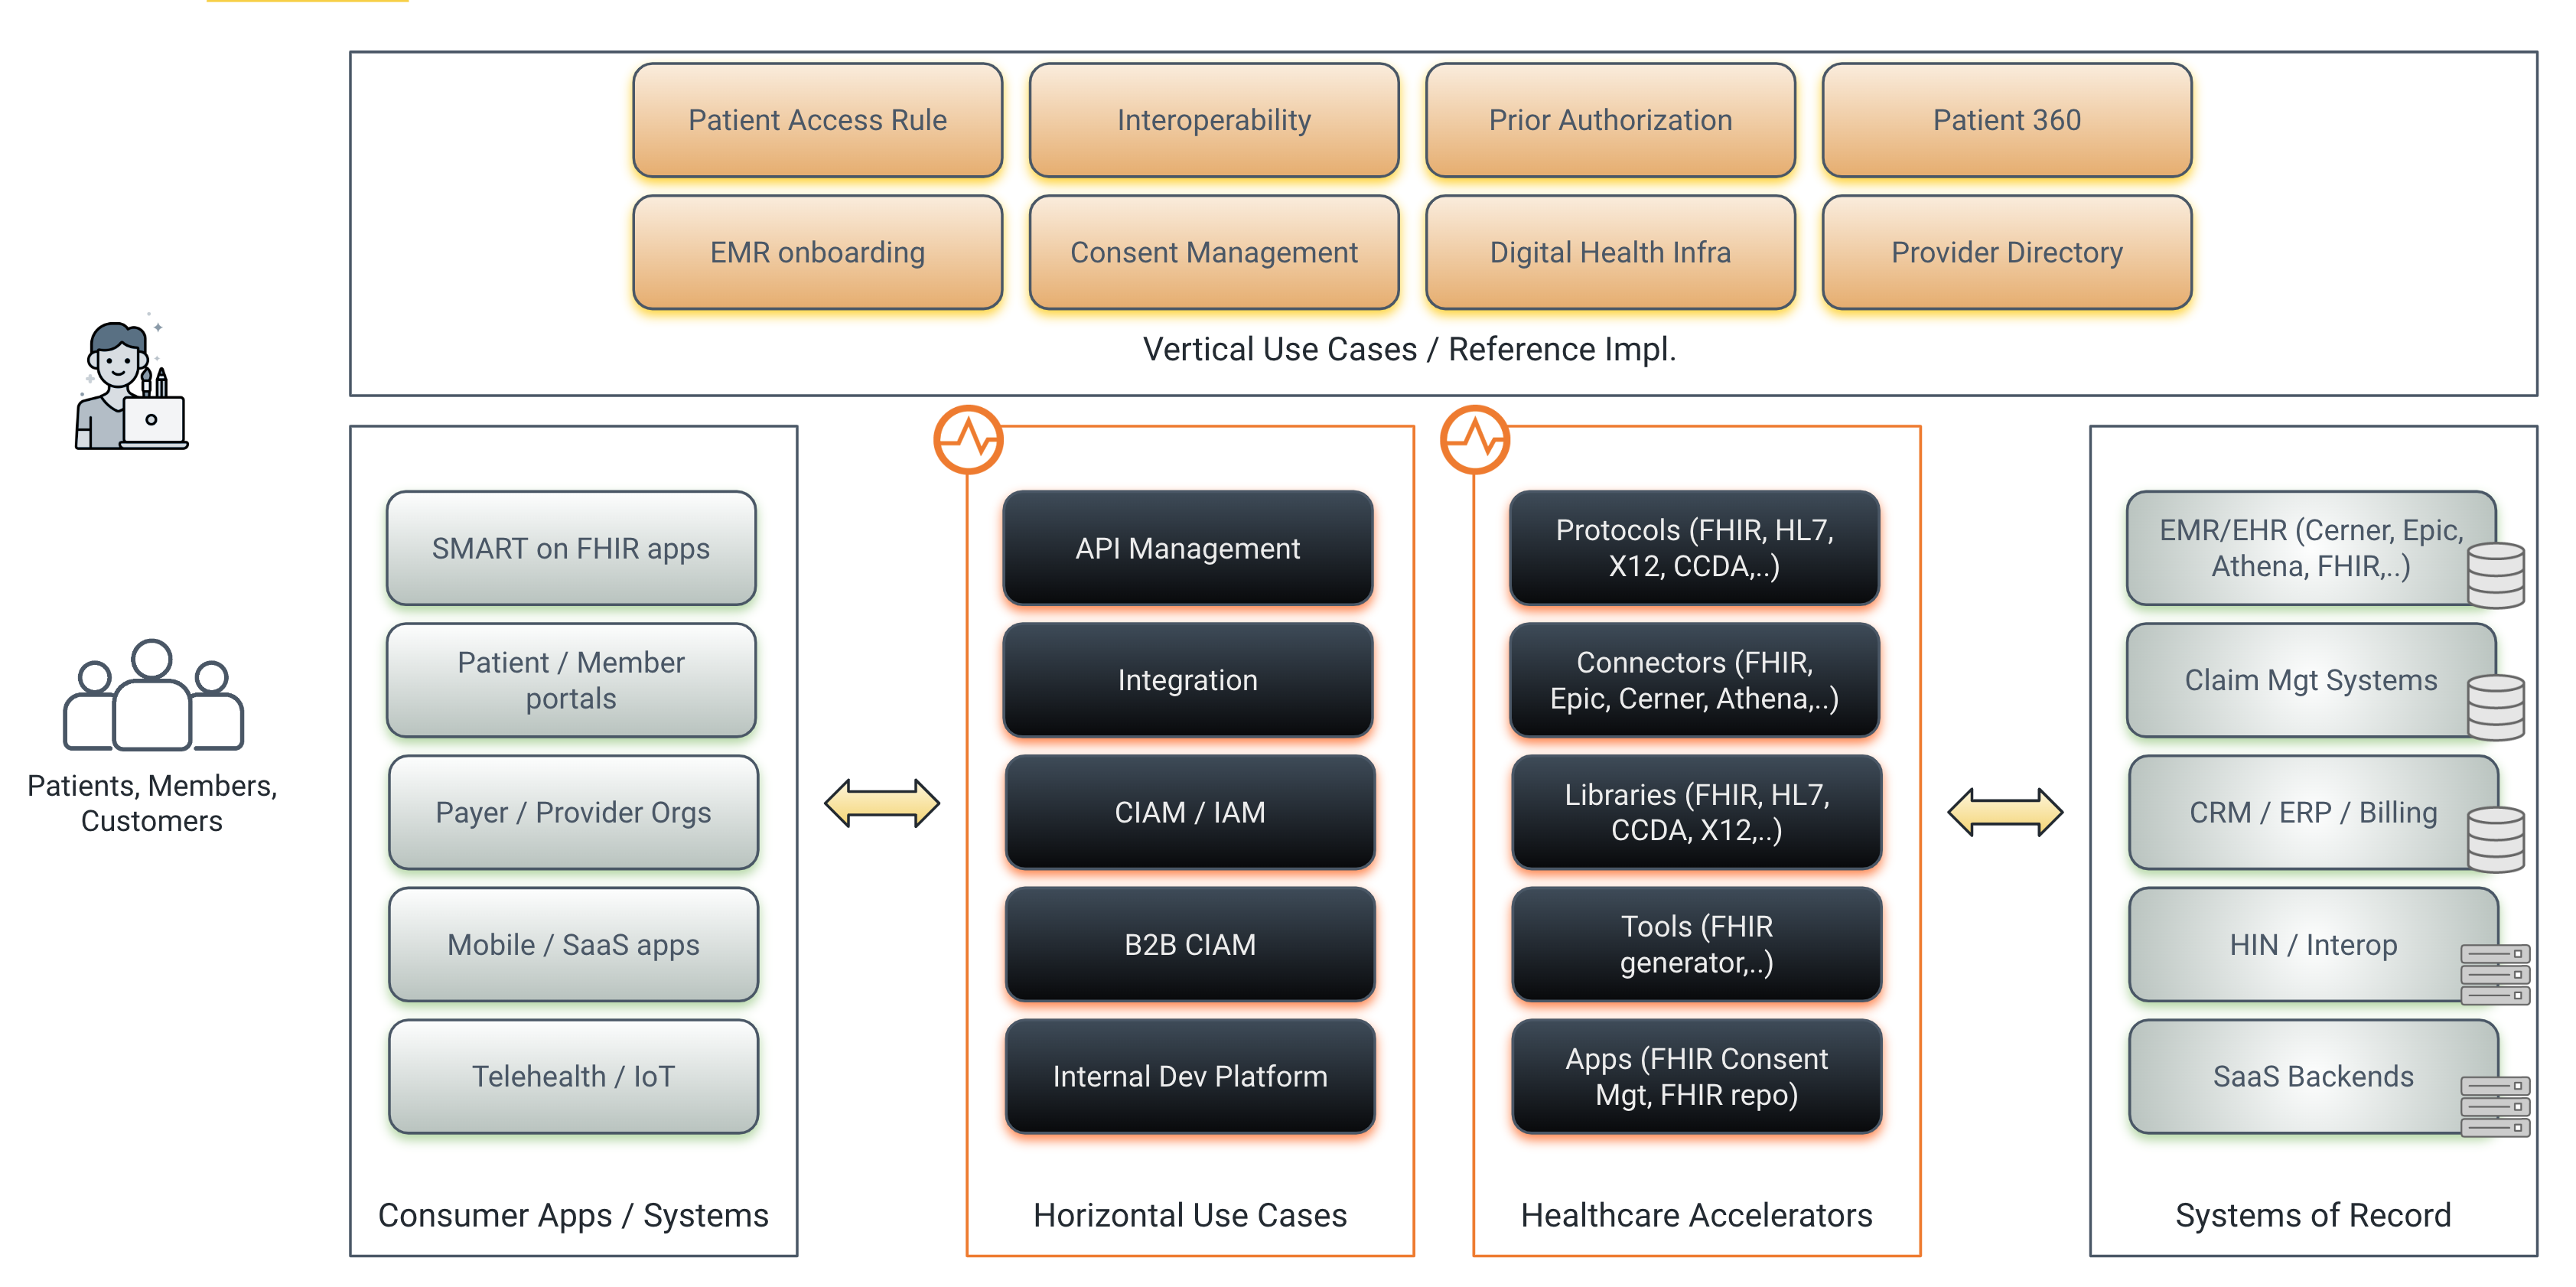 Patient Access Rule
Interoperability
Prior Authorization
Patient 360
EMR onboarding
Consent Management
Digital Health Infra
Provider Directory
Vertical Use Cases / Reference Impl.
Patients, Members,
Customers
SMART on FHIR apps
Patient / Member
portals
Payer / Provider Orgs
Mobile / SaaS apps
Telehealth / IoT
Consumer Apps / Systems
API Management
Integration
CIAM / IAM
B2B CIAM
Internal Dev Platform
Horizontal Use Cases
Protocols (FHIR, HL7,
X12, CCDA,..)
Connectors (FHIR,
Epic, Cerner, Athena,..)
Libraries (FHIR, HL7,
CCDA, X12,..)
Tools (FHIR
generator,..)
Apps (FHIR Consent
Mgt, FHIR repo)
Healthcare Accelerators
EMR/EHR (Cerner, Epic,
Athena, FHIR,..)
Claim Mgt Systems
CRM / ERP / Billing
HIN / Interop
SaaS Backends
Systems of Record